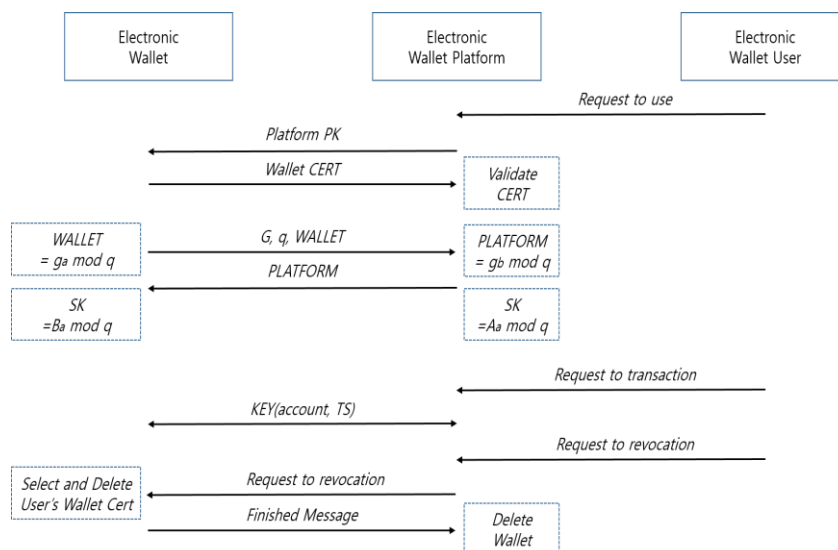 Electronic
Wallet
Electronic
Wallet Platform
Electronic
Wallet User
Request to use
Platform PK
Wallet CERT
Validate
CERT
WALLET
= ga mod q
G, q, WALLET
PLATFORM
= gb mod q
PLATFORM
SK
=Ba mod q
SK
=Aa mod q
Request to transaction
KEY(account, TS)
Request to revocation
Select and Delete
User's Wallet Cert
Request to revocation
Finished Message
Delete
Wallet